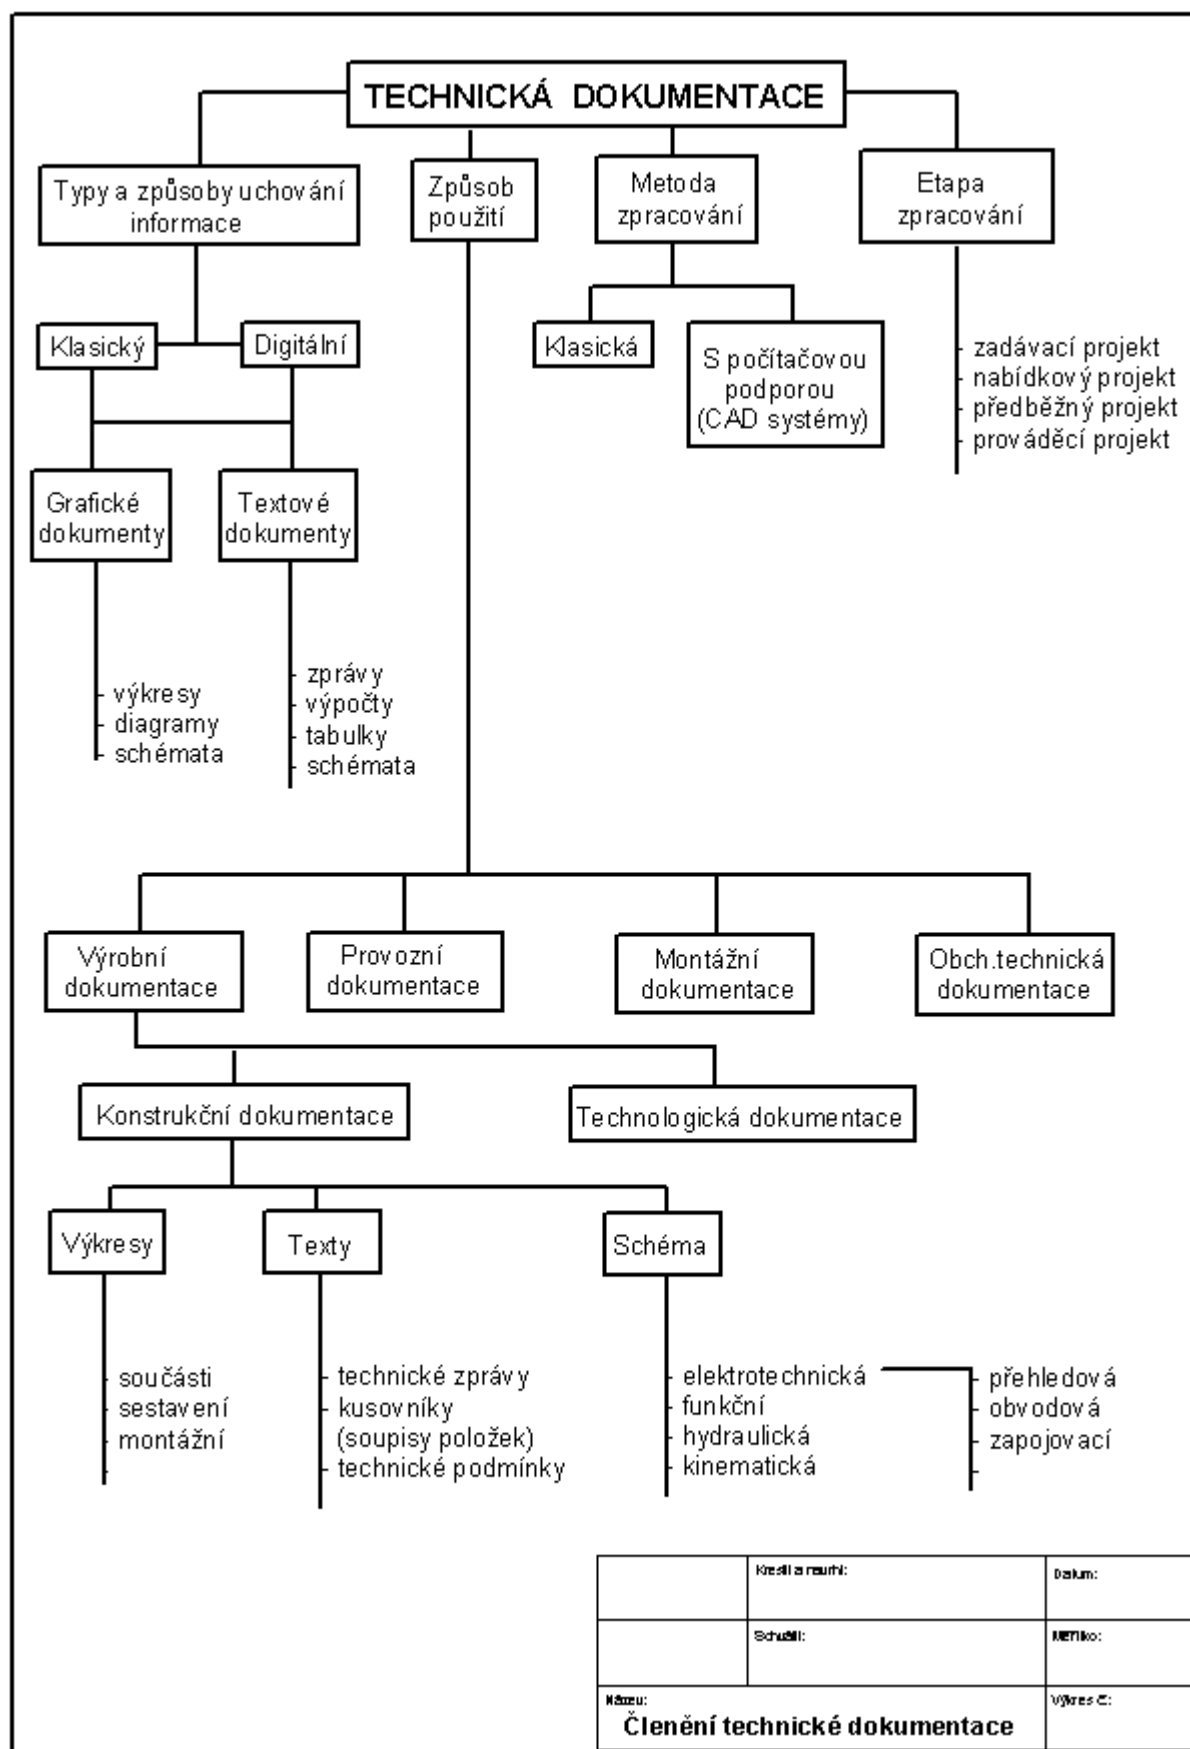 TECHNICKÁ DOKUMENTACE
Typy a způsoby uchování
informace
Způsob
použití
Metoda
zpracování
Etapa
zpracování
Klasický
Digitální
Klasická
S počítačovou
podporou
(CAD systémy)
- zadávací projekt
- nabídkový projekt
- předběžný projekt
- prováděcí projekt
Grafické
dokumenty
Textové
dokumenty
- výkresy
- diagramy
- schémata
- zprávy
- výpočty
- tabulky
- schémata
Výrobní
dokumentace
Provozní
dokumentace
Montážní
dokumentace
Obch.technická
dokumentace
Konstrukční dokumentace
Technologická dokumentace
Výkresy
Texty
Schéma
- součásti
- sestavení
- montážní
-
- technické zprávy
- kusovníky
(soupisy položek)
- technické podmínky
- elektrotechnická
- funkční
- hydraulická
- kinematická
- přehledová
- obvodová
- zapojovací
-
Datum:
Schválil:
Měřítko:
Název:
Výkres č.:
Členění technické dokumentace